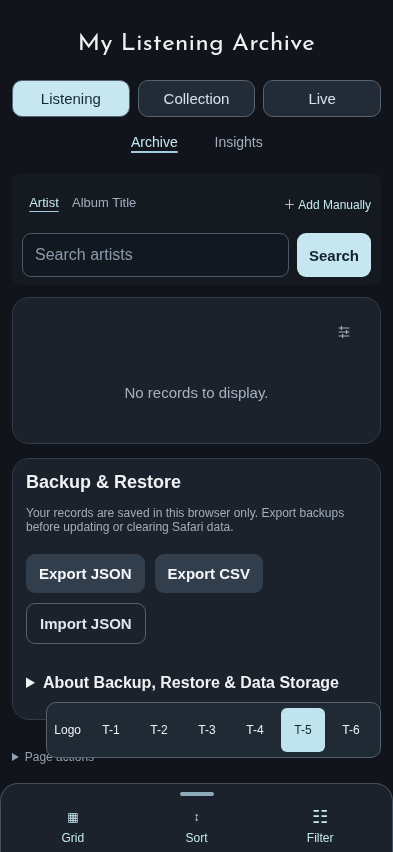 My Listening Archive
Listening Collection Live
Archive Insights
Artist Album Title + Add Manually
Search artists Search
No records to display.
Backup & Restore
Your records are saved in this browser only. Export backups
before updating or clearing Safari data.
Export JSON Export CSV
Import JSON
About Backup, Restore & Data Storage
Logo T-1 T-2 T-3 T-4 T-5 T-6
Page actions
Grid Sort Filter